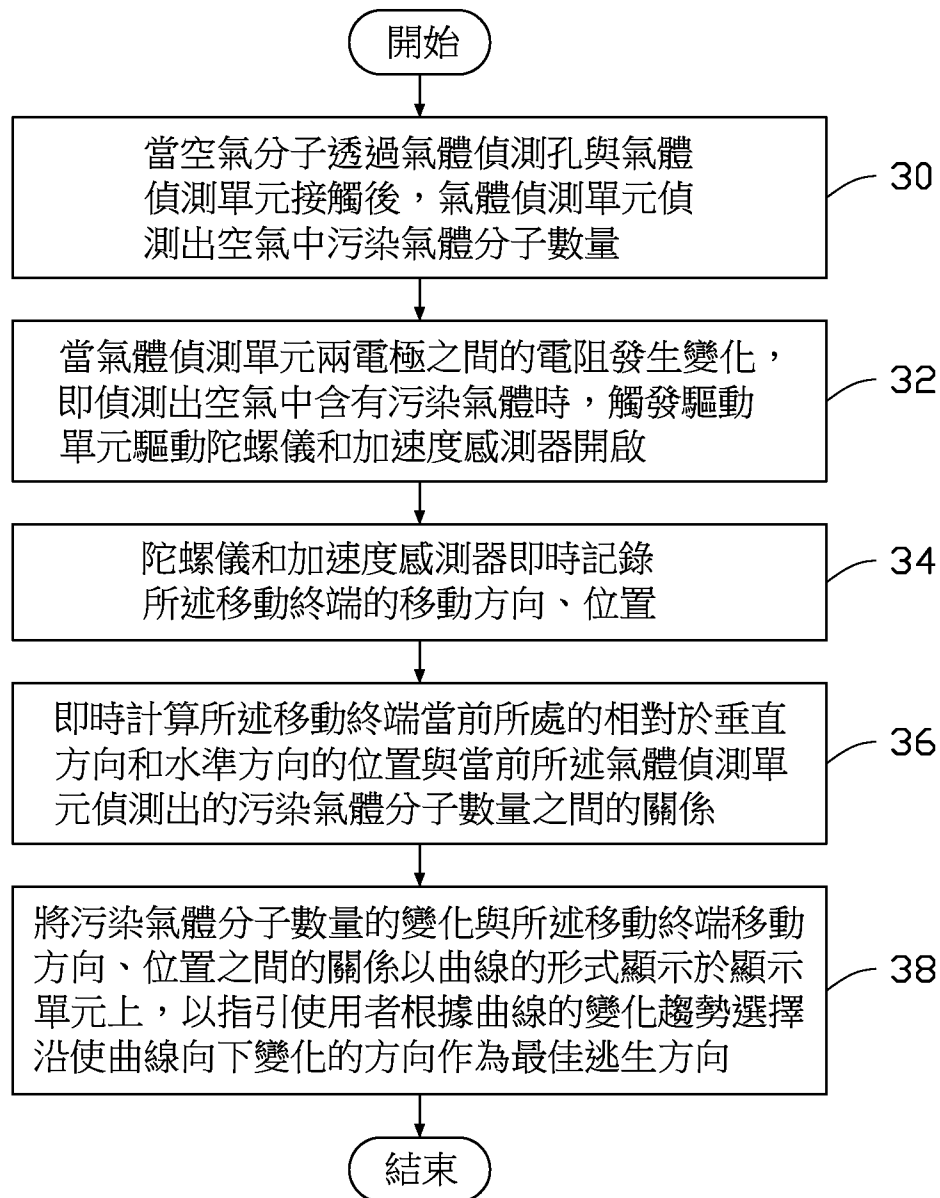 開始
當空氣分子透過氣體偵測孔與氣體
偵測單元接觸後，氣體偵測單元偵
測出空氣中污染氣體分子數量
30
當氣體偵測單元兩電極之間的電阻發生變化，
即偵測出空氣中含有污染氣體時，觸發驅動
單元驅動陀螺儀和加速度感測器開啟
32
陀螺儀和加速度感測器即時記錄
所述移動終端的移動方向、位置
34
即時計算所述移動終端當前所處的相對於垂直
方向和水準方向的位置與當前所述氣體偵測單
元偵測出的污染氣體分子數量之間的關係
36
將污染氣體分子數量的變化與所述移動終端移動
方向、位置之間的關係以曲線的形式顯示於顯示
單元上，以指引使用者根據曲線的變化趨勢選擇
沿使曲線向下變化的方向作為最佳逃生方向
38
結束